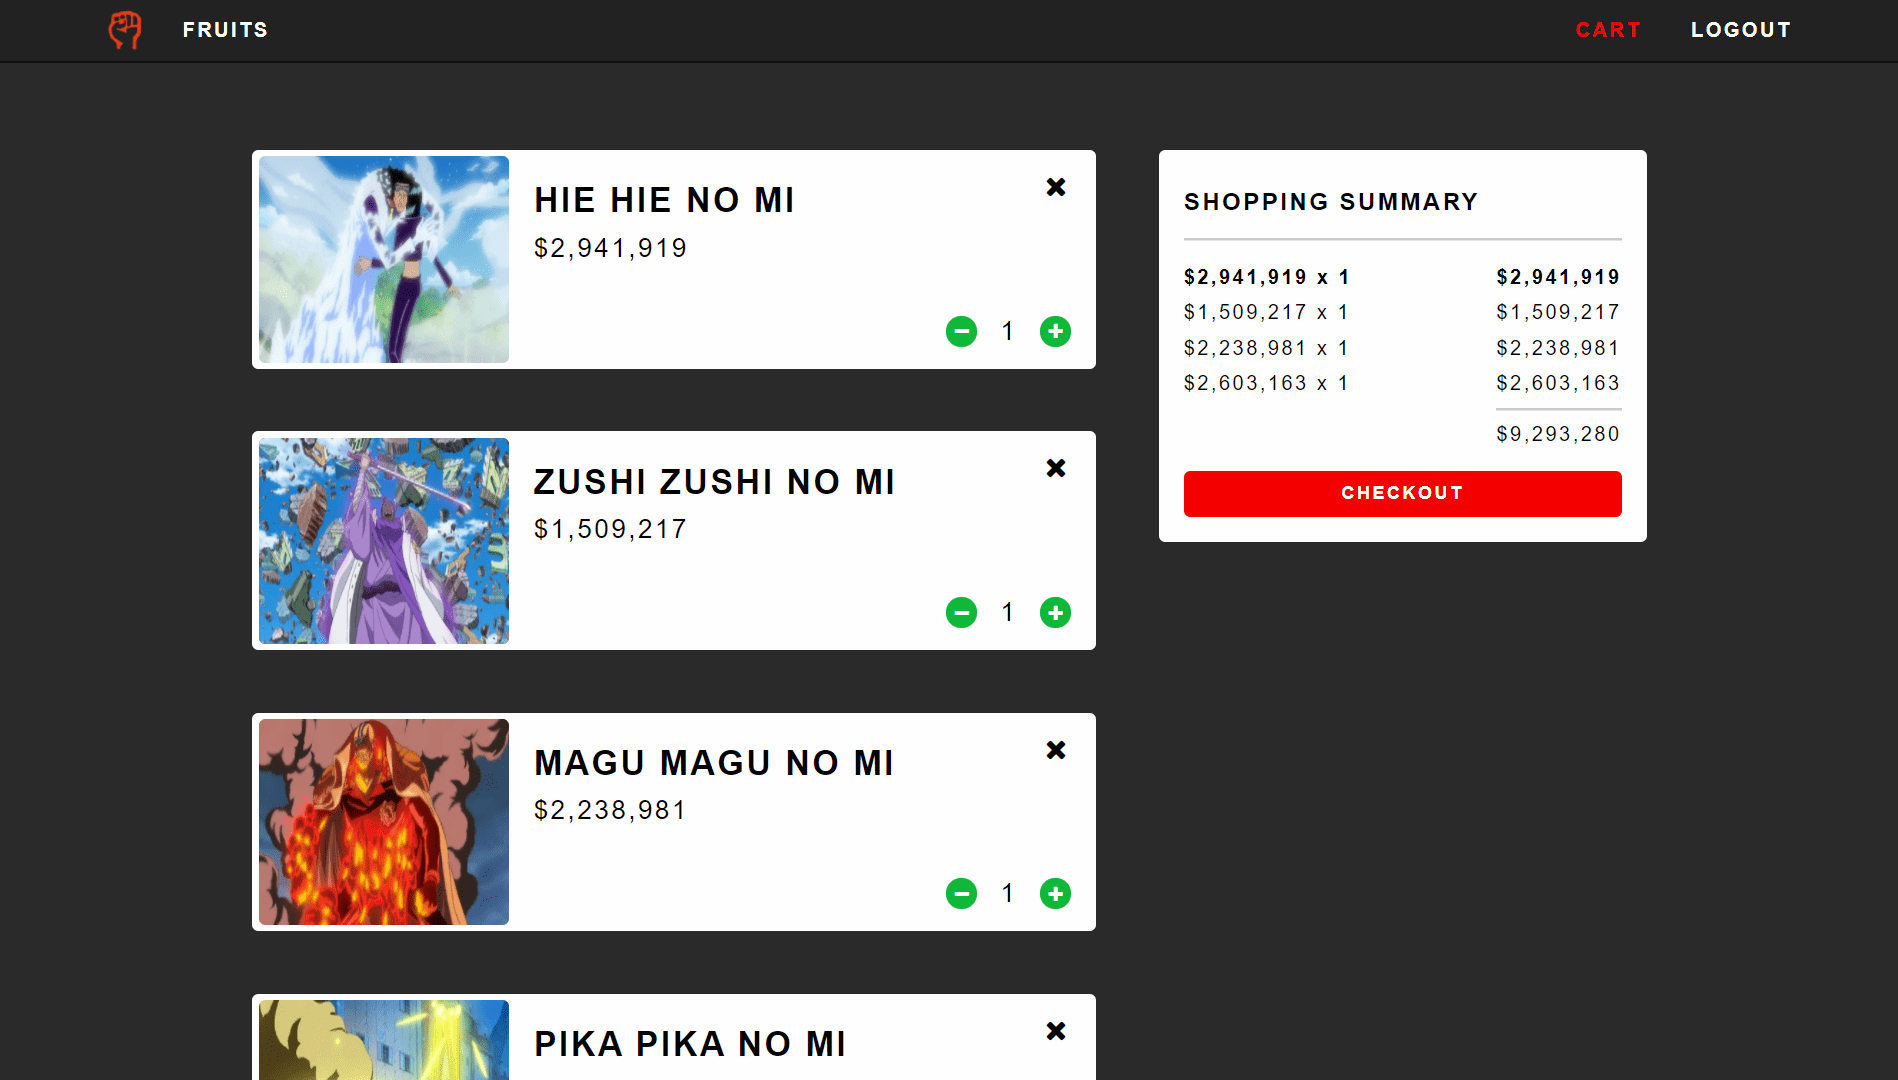 FRUITS
CART LOGOUT
HIE HIE NO MI
$2,941,919
1
ZUSHI ZUSHI NO MI
$1,509,217
1
MAGU MAGU NO MI
$2,238,981
1
PIKA PIKA NO MI
SHOPPING SUMMARY
$2,941,919 x 1 $2,941,919
$1,509,217 x 1 $1,509,217
$2,238,981 x 1 $2,238,981
$2,603,163 x 1 $2,603,163
$9,293,280
CHECKOUT